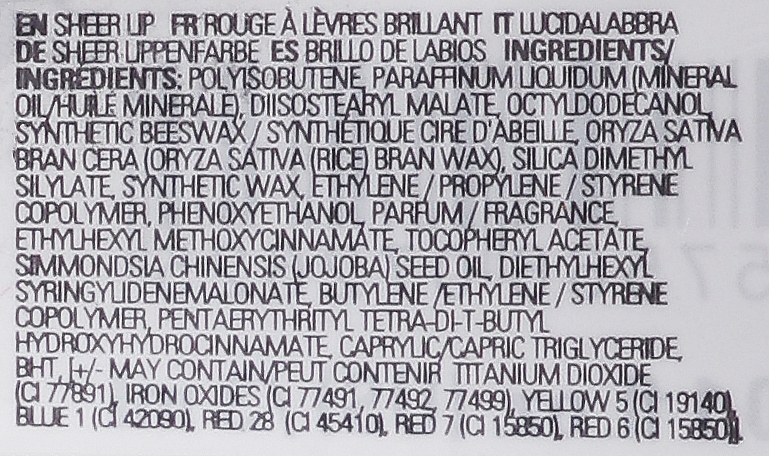 EN SHEER LIP FR ROUGE À LÈVRES BRILLANT IT LUCIDALABBRA
DE SHEER LIPPENFARBE ES BRILLO DE LABIOS INGREDIENTS/
INGRÉDIENTS: POLYISOBUTENE, PARAFFINUM LIQUIDUM (MINERAL
OIL/HUILE MINERALE), DIISOSTEARYL MALATE, OCTYLDODECANOL,
SYNTHETIC BEESWAX / SYNTHÉTIQUE CIRE D'ABEILLE, ORYZA SATIVA
BRAN CERA (ORYZA SATIVA (RICE) BRAN WAX), SILICA DIMETHYL
SILYLATE, SYNTHETIC WAX, ETHYLENE / PROPYLENE / STYRENE
COPOLYMER, PHENOXYETHANOL, PARFUM / FRAGRANCE,
ETHYLHEXYL METHOXYCINNAMATE, TOCOPHERYL ACETATE,
SIMMONDSIA CHINENSIS (JOJOBA) SEED OIL, DIETHYLHEXYL
SYRINGYLIDENEMALONATE, BUTYLENE /ETHYLENE / STYRENE
COPOLYMER, PENTAERYTHRITYL TETRA-DI-T-BUTYL
HYDROXYHYDROCINNAMATE, CAPRYLIC/CAPRIC TRIGLYCERIDE,
BHT, [+/- MAY CONTAIN/PEUT CONTENIR TITANIUM DIOXIDE
(CI 77891), IRON OXIDES (CI 77491, 77492, 77499), YELLOW 5 (CI 19140),
BLUE 1 (CI 42090), RED 28 (CI 45410), RED 7 (CI 15850), RED 6 (CI 15850)].